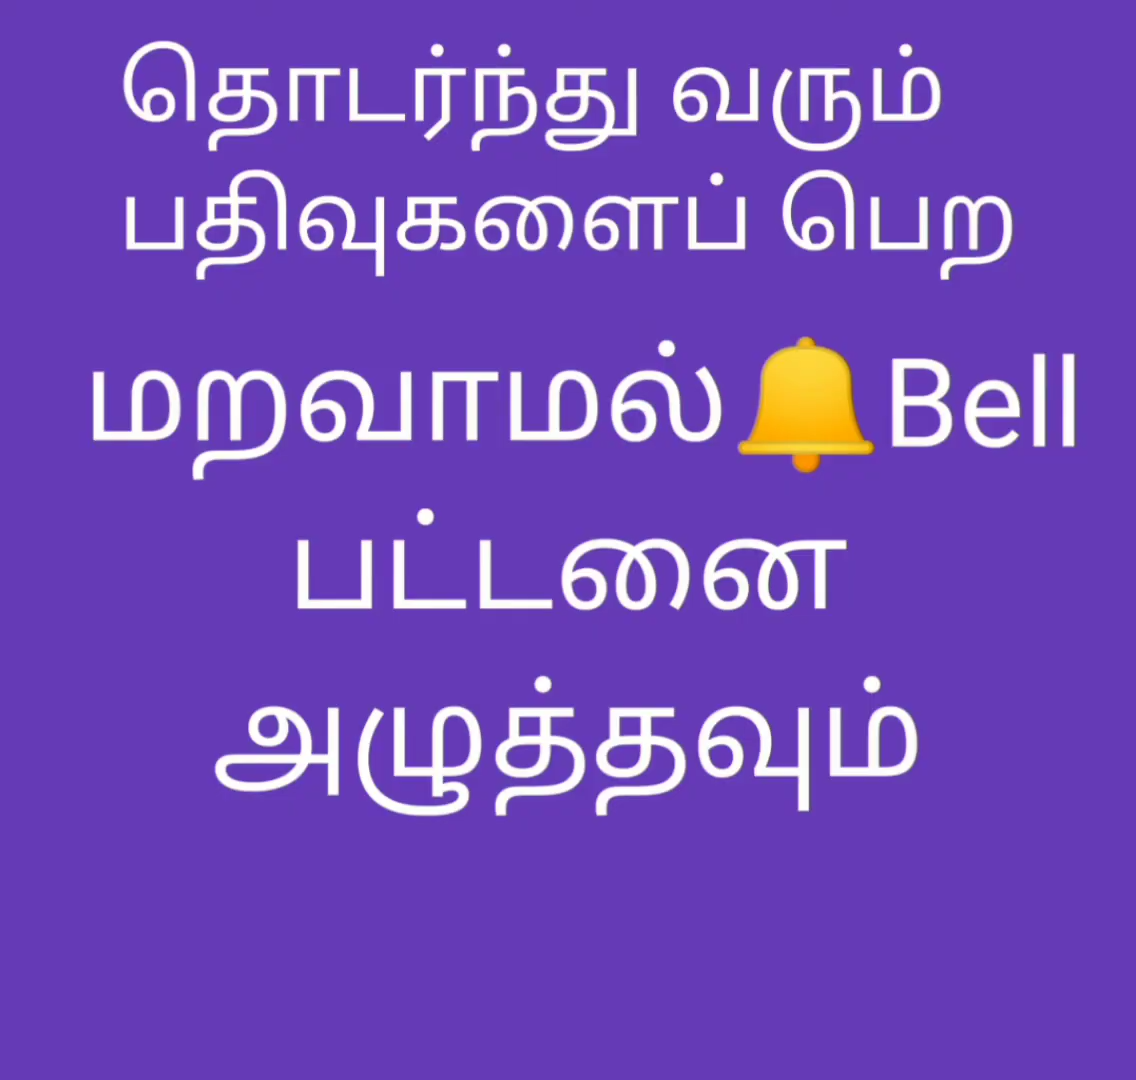 தொடர்ந்து வரும்
பதிவுகளைப் பெற
மறவாமல்🔔Bell
பட்டனை
அழுத்தவும்